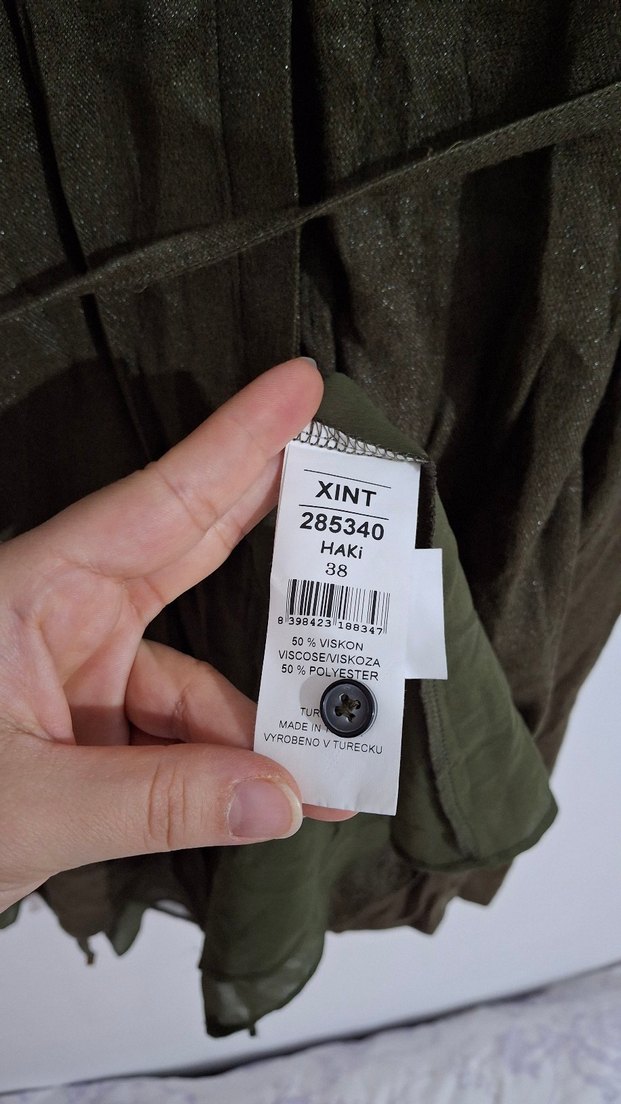 XINT
285340
HAKi
38
8 398423 188347
50 % VISKON
VISCOSE/VISKOZA
50 % POLYESTER
MADE IN
VYROBENO V TURECKU